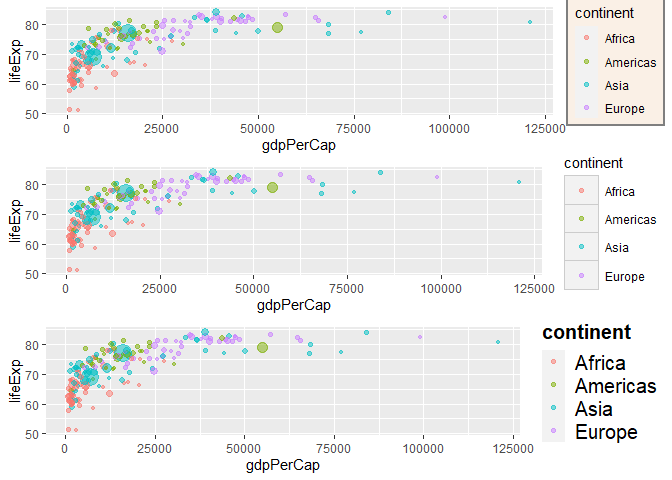 continent
Africa
Americas
Asia
Europe
lifeExp
80
70
60
50
0
25000
50000
75000
100000
125000
gdpPerCap
continent
Africa
Americas
Asia
Europe
lifeExp
80
70
60
50
0
25000
50000
75000
100000
125000
gdpPerCap
continent
Africa
Americas
Asia
Europe
lifeExp
80
70
60
50
0
25000
50000
75000
100000
125000
gdpPerCap